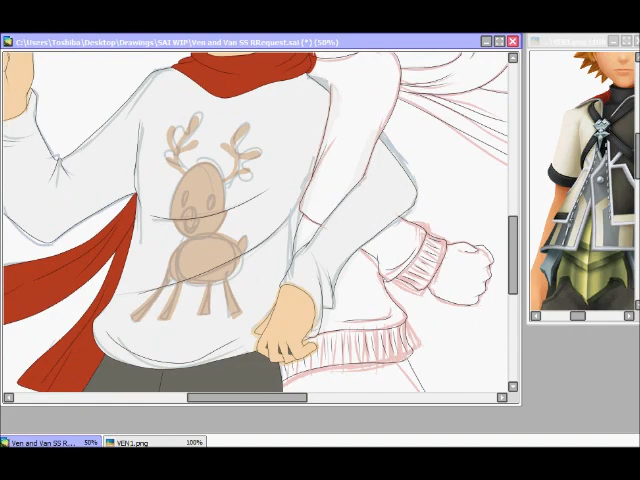 C:\Users\Toshiba\Desktop\Drawings\SAI WIP\Ven and Van SS RRequest.sai (*) (50%)
Ven and Van SS R... 50%
VEN1.png 100%